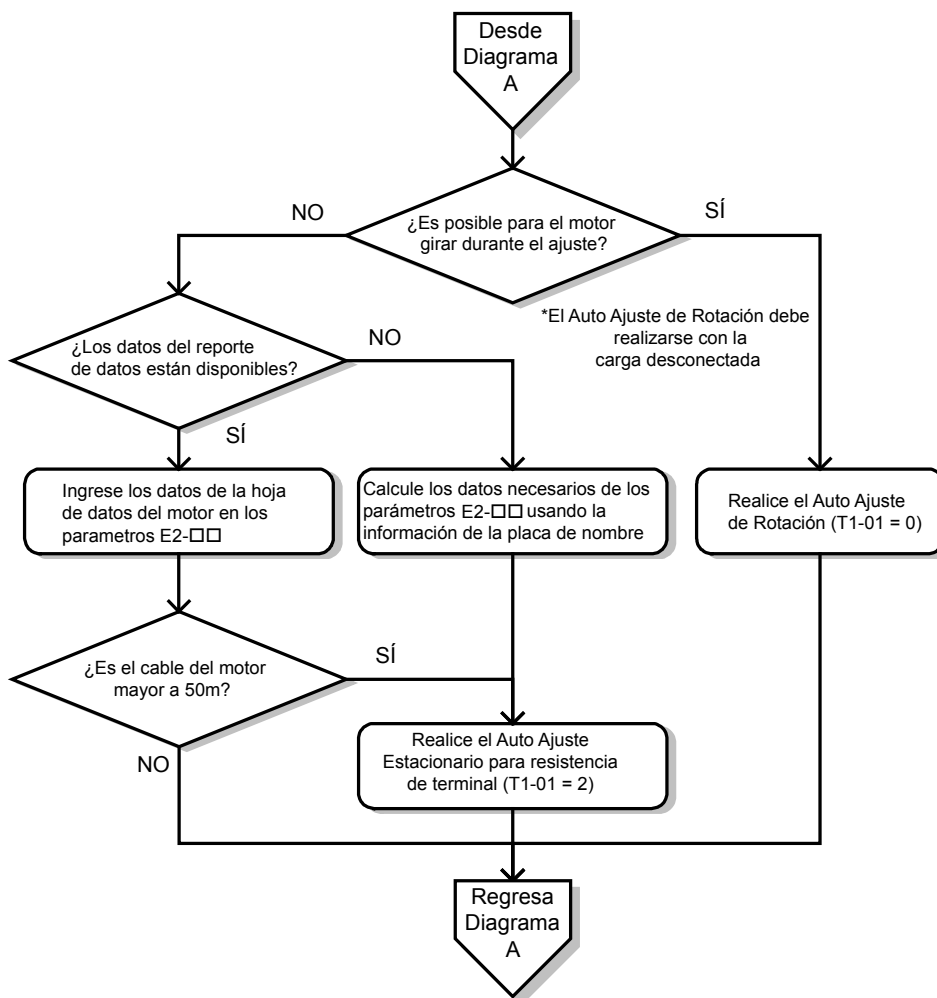 Desde
Diagrama
A
¿Es posible para el motor
girar durante el ajuste?
NO
SÍ
*El Auto Ajuste de Rotación debe
realizarse con la
carga desconectada
¿Los datos del reporte
de datos están disponibles?
NO
SÍ
Ingrese los datos de la hoja
de datos del motor en los
parametros E2-□□
Calcule los datos necesarios de los
parámetros E2-□□ usando la
información de la placa de nombre
Realice el Auto Ajuste
de Rotación (T1-01 = 0)
¿Es el cable del motor
mayor a 50m?
SÍ
NO
Realice el Auto Ajuste
Estacionario para resistencia
de terminal (T1-01 = 2)
Regresa
Diagrama
A